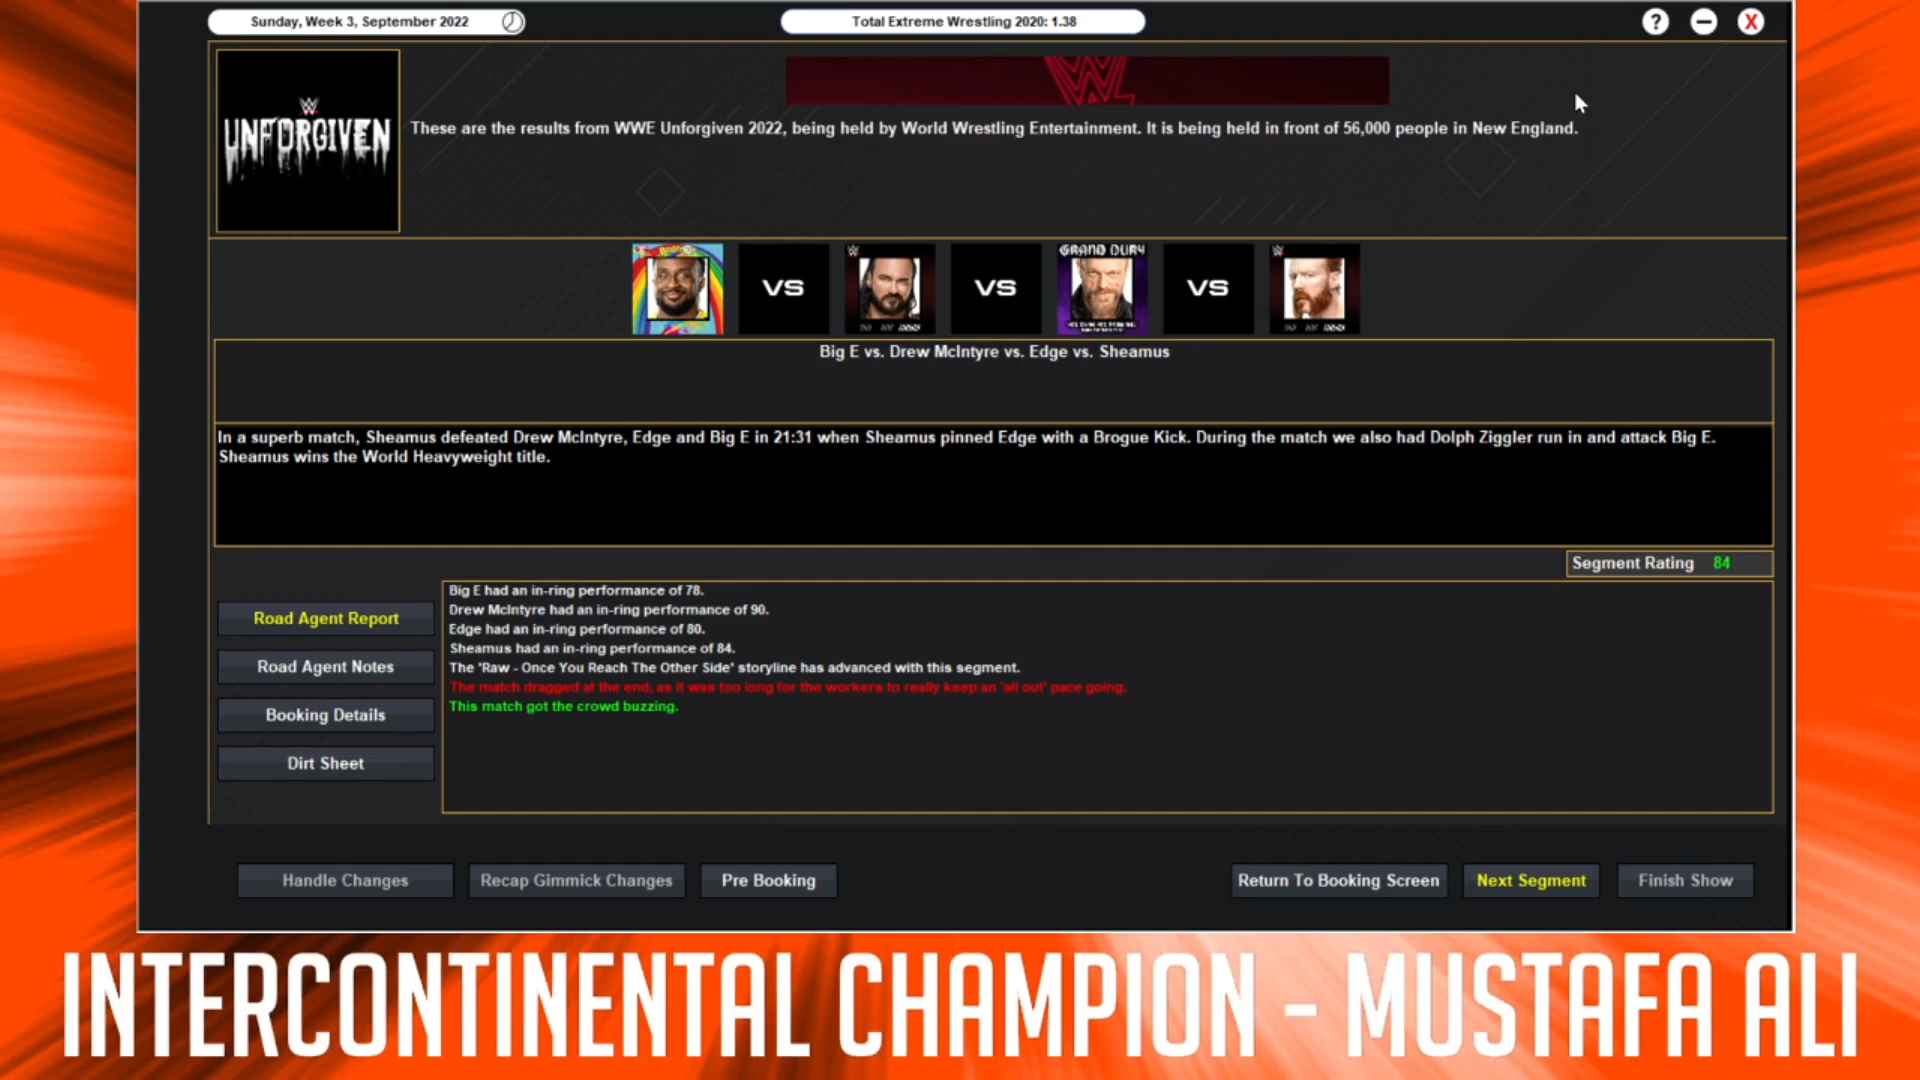 Sunday, Week 3, September 2022
Total Extreme Wrestling 2020: 1.38
?
X
W
UNFORGIVEN
These are the results from WWE Unforgiven 2022, being held by World Wrestling Entertainment. It is being held in front of 56,000 people in New England.
VS
VS
GRAND DURY
VS
Big E vs. Drew McIntyre vs. Edge vs. Sheamus
In a superb match, Sheamus defeated Drew McIntyre, Edge and Big E in 21:31 when Sheamus pinned Edge with a Brogue Kick. During the match we also had Dolph Ziggler run in and attack Big E.
Sheamus wins the World Heavyweight title.
Segment Rating 84
Road Agent Report
Road Agent Notes
Booking Details
Dirt Sheet
Big E had an in-ring performance of 78.
Drew McIntyre had an in-ring performance of 90.
Edge had an in-ring performance of 80.
Sheamus had an in-ring performance of 84.
The 'Raw - Once You Reach The Other Side' storyline has advanced with this segment.
The match dragged at the end, as it was too long for the workers to really keep an 'all out' pace going.
This match got the crowd buzzing.
Handle Changes
Recap Gimmick Changes
Pre Booking
Return To Booking Screen
Next Segment
Finish Show
INTERCONTINENTAL CHAMPION - MUSTAFA ALI